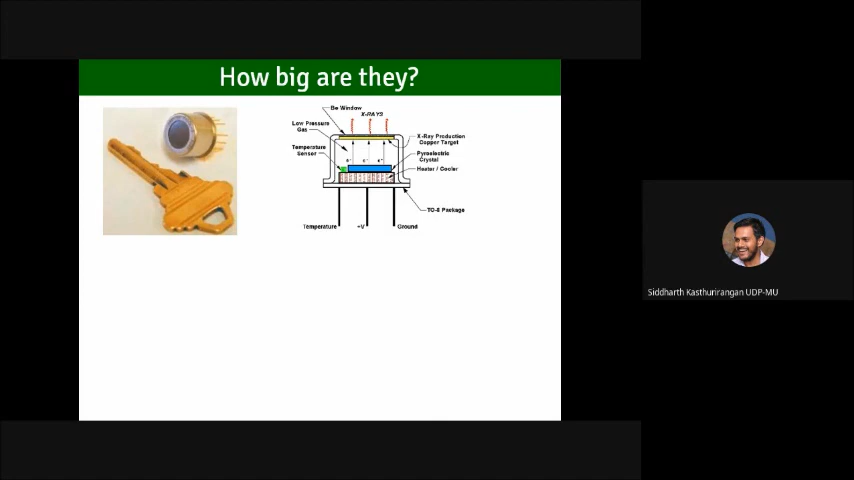 How big are they?
Be Window
X-RAYS
Low Pressure
Gas
X-Ray Production
Copper Target
Temperature
Sensor
e- e- e-
Pyroelectric
Crystal
Heater / Cooler
TO-8 Package
Temperature +V Ground
Siddharth Kasthurirangan UDP-MU